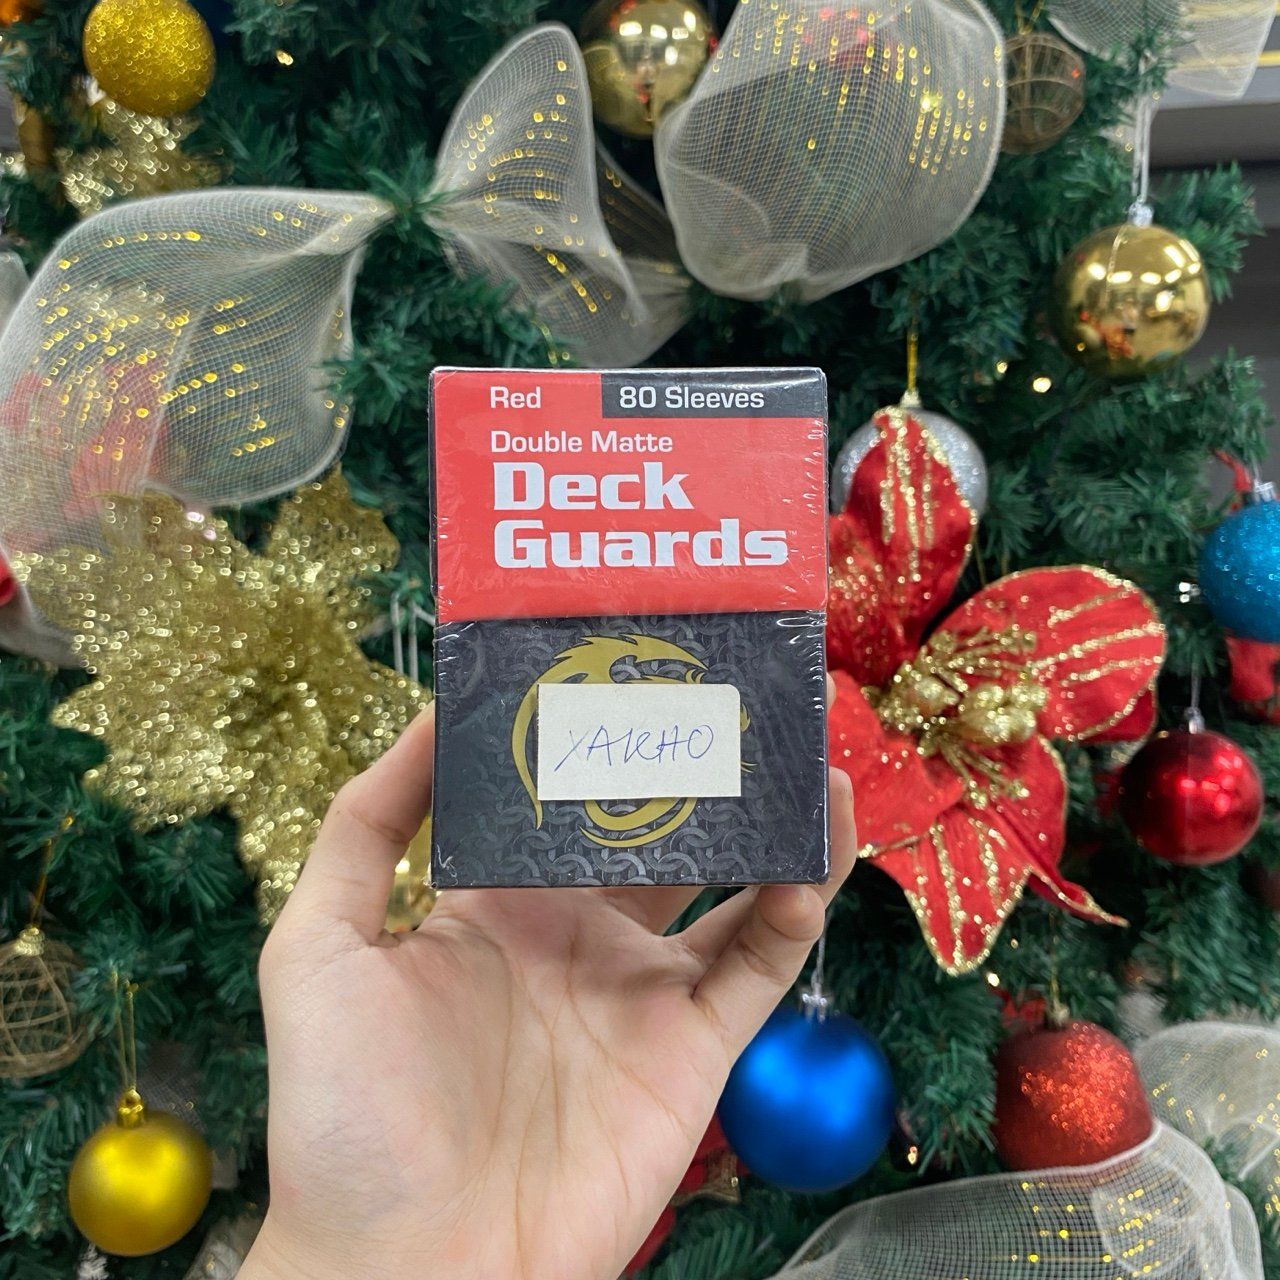 Red
80 Sleeves
Double Matte
Deck
Guards
XAKHO